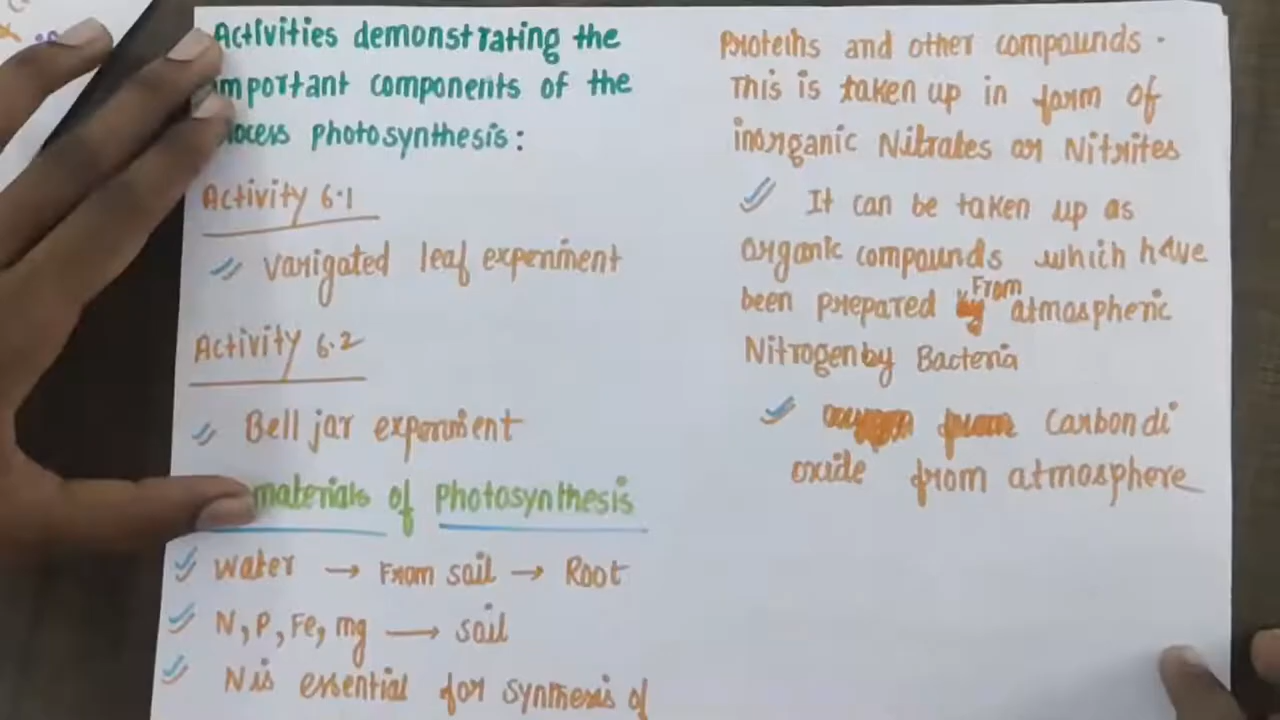 Activities demonstrating the
mportant components of the
ocess photosynthesis:
Activity 6.1
varigated leaf experiment
Activity 6.2
Bell jar experiment
materials of Photosynthesis
water → From soil → Root
N, P, Fe, mg → soil
N is essential for synthesis of
Proteins and other compounds.
This is taken up in form of
inorganic Nitrates or Nitrites
It can be taken up as
organic compounds which have
been prepared From atmospheric
Nitrogen by Bacteria
Carbondi
oxide from atmosphere